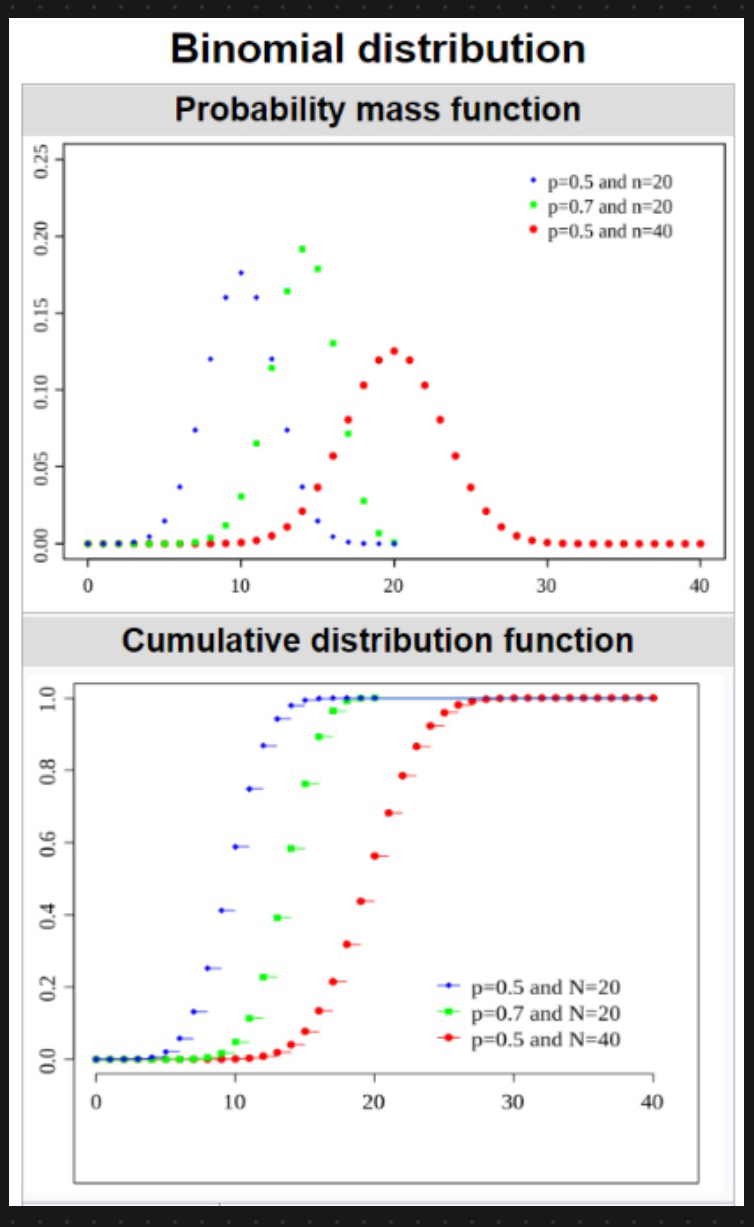 Binomial distribution
Probability mass function
0.25
0.20
0.15
0.10
0.05
0.00
p=0.5 and n=20
p=0.7 and n=20
p=0.5 and n=40
0 10 20 30 40
Cumulative distribution function
1.0
0.8
0.6
0.4
0.2
0.0
p=0.5 and N=20
p=0.7 and N=20
p=0.5 and N=40
0 10 20 30 40